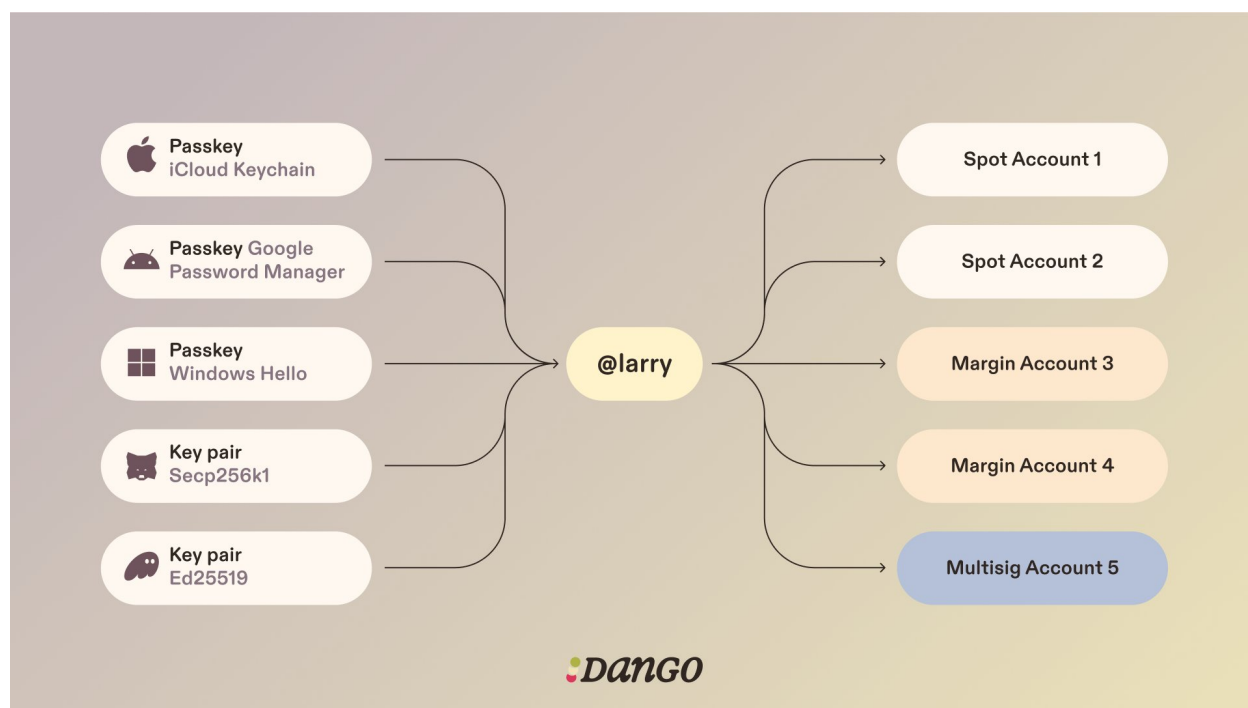 Passkey
iCloud Keychain
Passkey Google
Password Manager
Passkey
Windows Hello
Key pair
Secp256k1
Key pair
Ed25519
@larry
Spot Account 1
Spot Account 2
Margin Account 3
Margin Account 4
Multisig Account 5
DANGO